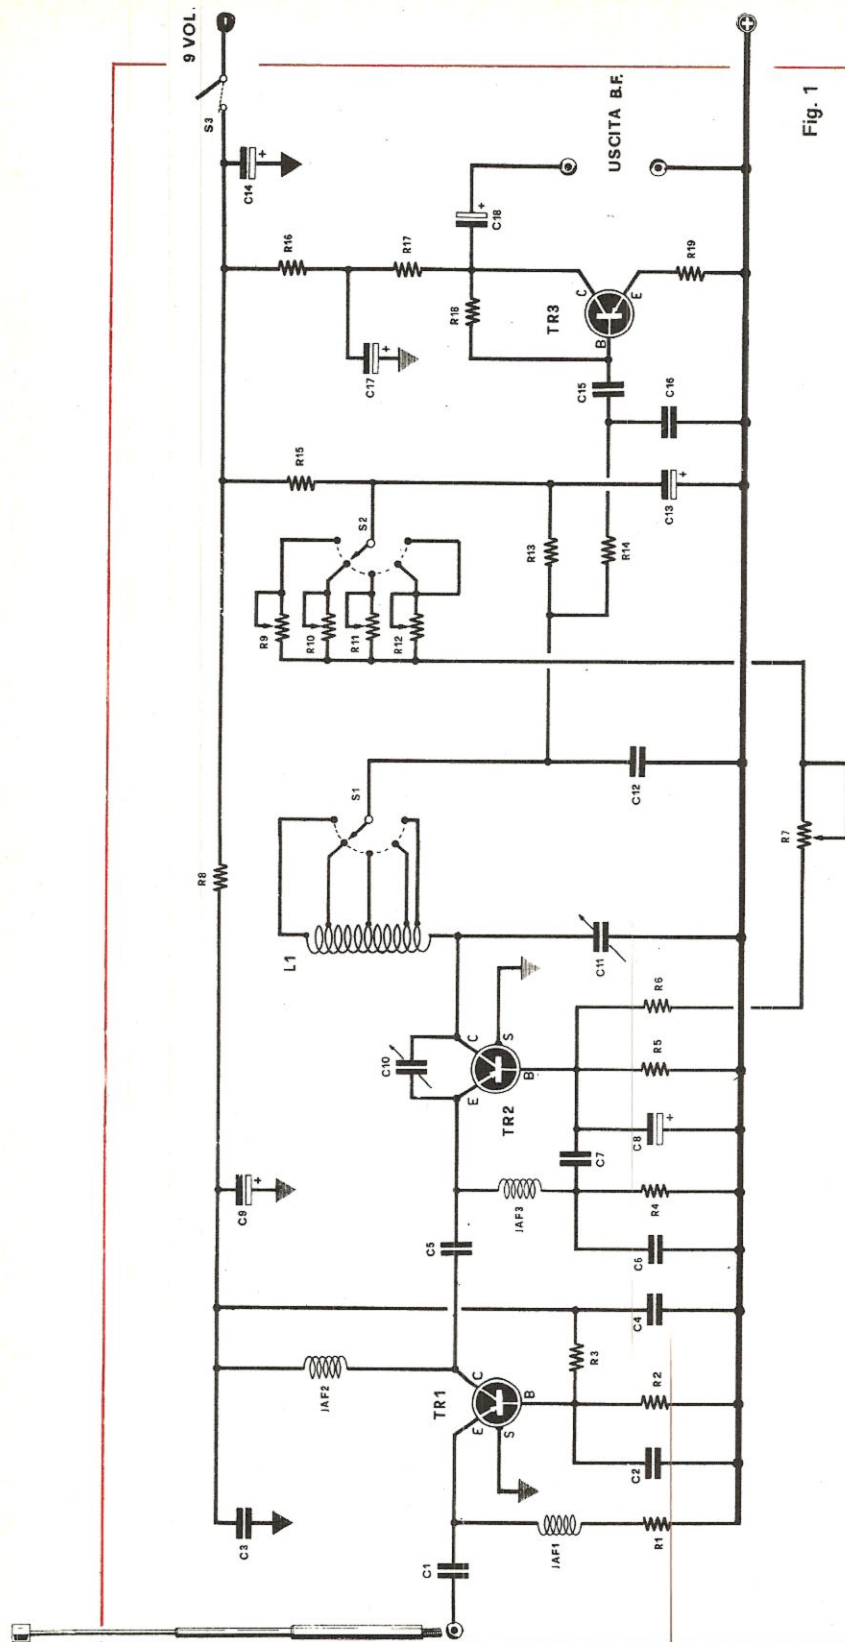 9 VOL.
S3
C14
+
R16
R17
C17
+
C18
+
R18
USCITA B.F.
Fig. 1
TR3
B
C
E
R19
C15
C16
R15
S2
R9
R10
R11
R12
R13
R14
C13
+
R8
S1
L1
C12
R7
C11
C10
E
C
S
B
TR2
R6
R5
C8
+
C7
R4
C6
JAF3
C9
+
C5
C4
R3
R2
C2
JAF2
TR1
E
C
S
B
C3
C1
JAF1
R1
+